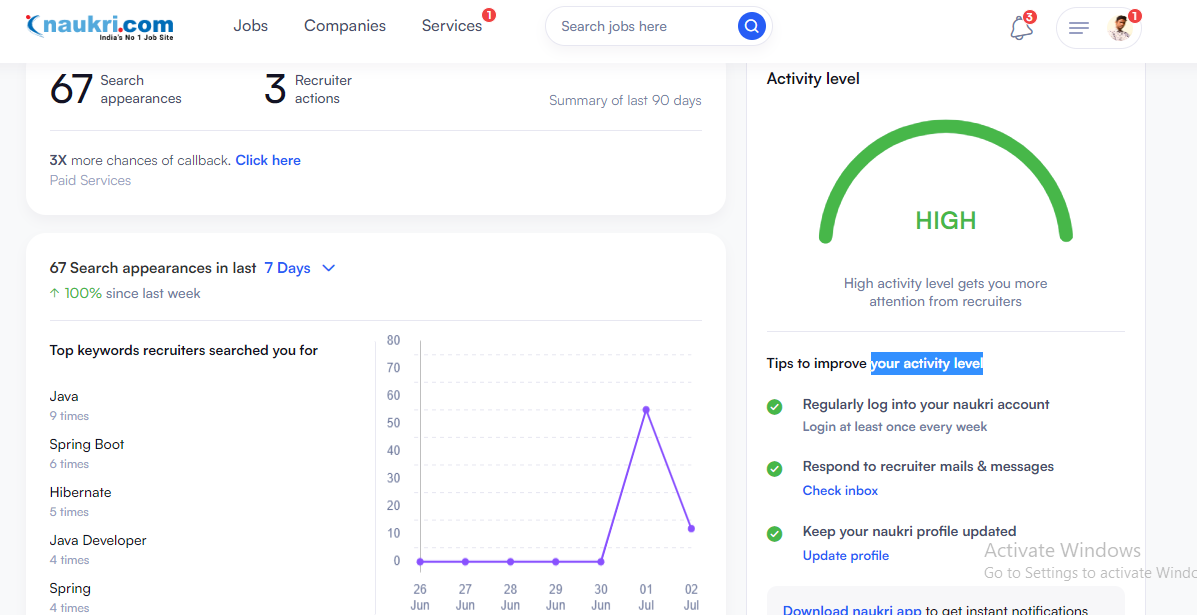 naukri.com
India's No 1 Job Site
Jobs
Companies
Services
1
Search jobs here
3
1
67 Search appearances
3 Recruiter actions
Summary of last 90 days
3X more chances of callback. Click here
Paid Services
67 Search appearances in last 7 Days
↑ 100% since last week
Top keywords recruiters searched you for
Java
9 times
Spring Boot
6 times
Hibernate
5 times
Java Developer
4 times
Spring
4 times
80
70
60
50
40
30
20
10
0
26 Jun
27 Jun
28 Jun
29 Jun
30 Jun
01 Jul
02 Jul
Activity level
HIGH
High activity level gets you more
attention from recruiters
Tips to improve your activity level
Regularly log into your naukri account
Login at least once every week
Respond to recruiter mails & messages
Check inbox
Keep your naukri profile updated
Update profile
Activate Windows
Go to Settings to activate Windo
Download naukri app to get instant notifications